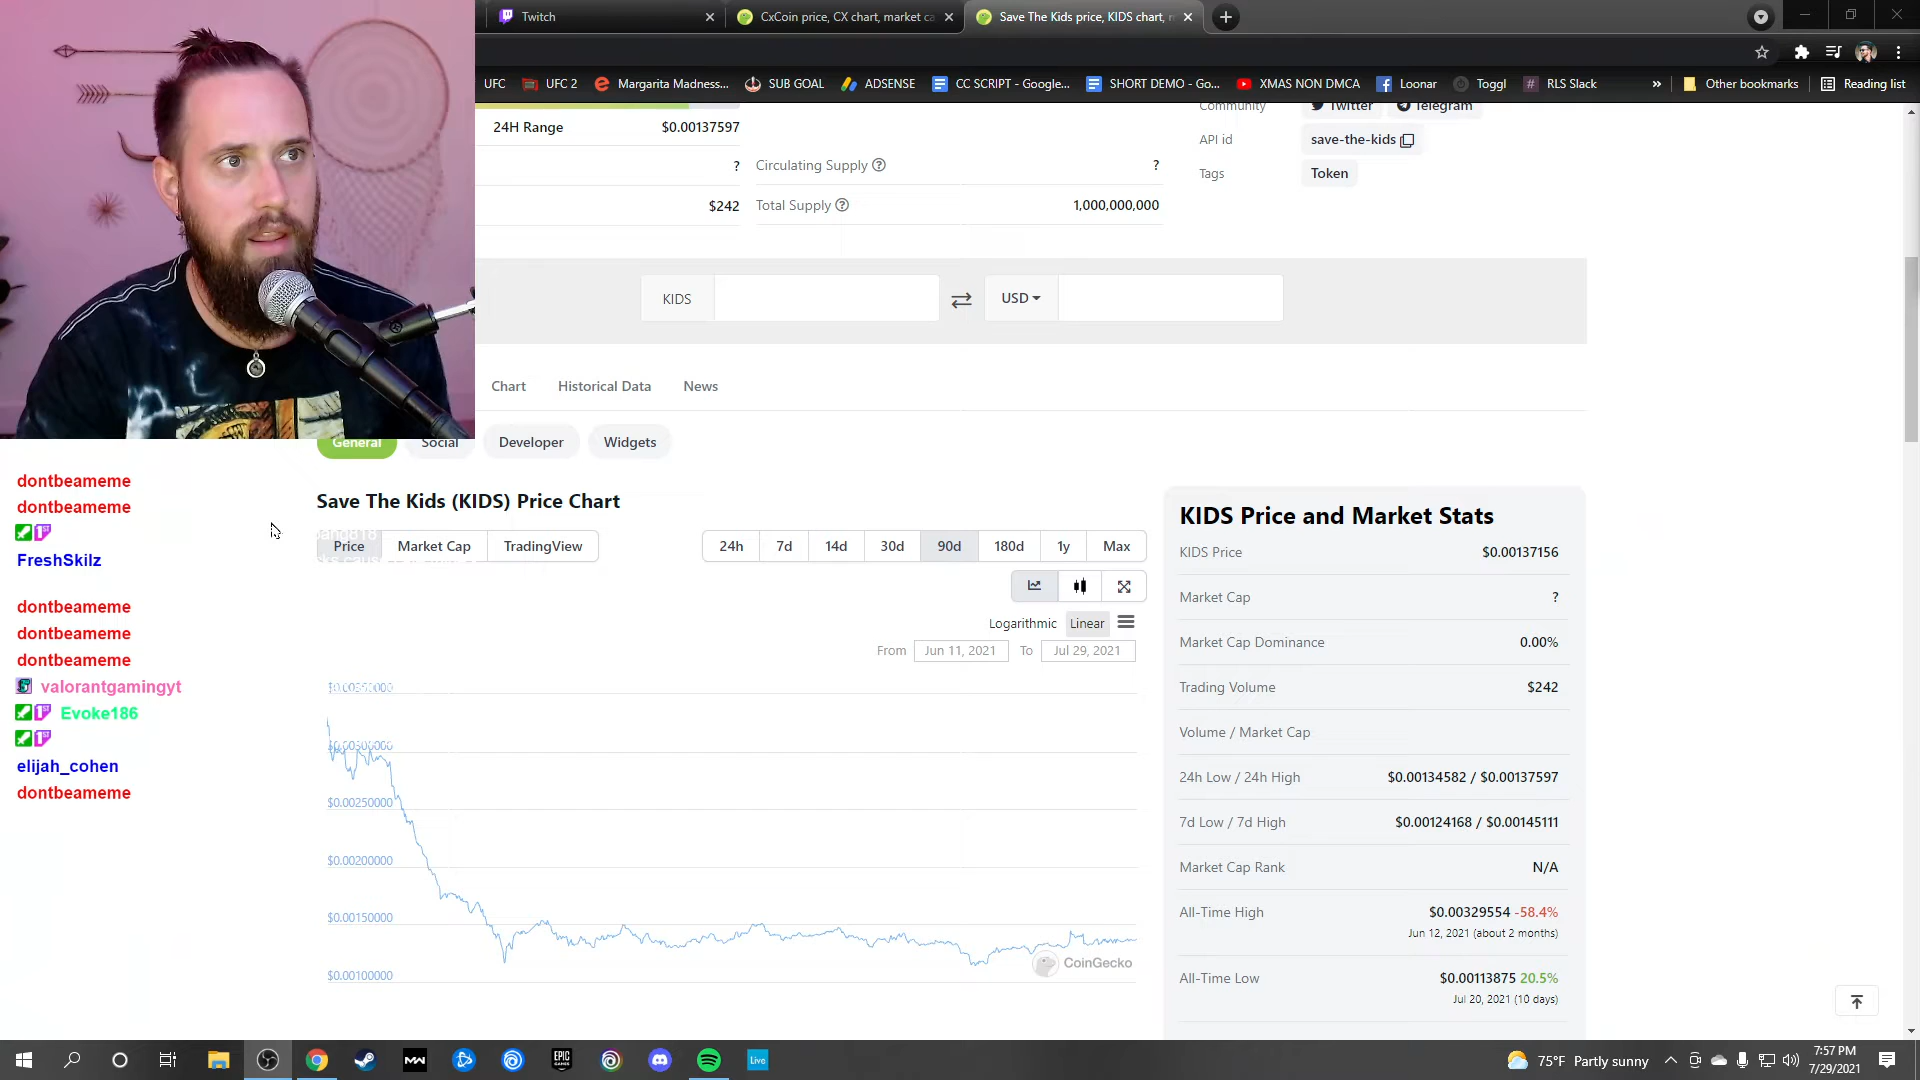 Twitch
CxCoin price, CX chart, market ca
Save The Kids price, KIDS chart, m
UFC
UFC 2
Margarita Madness...
SUB GOAL
ADSENSE
CC SCRIPT - Google...
SHORT DEMO - Go...
XMAS NON DMCA
Loonar
Toggl
RLS Slack
»
Other bookmarks
Reading list
Community
Twitter
Telegram
24H Range
$0.00137597
API id
save-the-kids
?
Circulating Supply
?
Tags
Token
$242
Total Supply
1,000,000,000
KIDS
USD
Chart
Historical Data
News
General
Social
Developer
Widgets
dontbeameme
dontbeameme
FreshSkilz
dontbeameme
dontbeameme
dontbeameme
valorantgamingyt
Evoke186
elijah_cohen
dontbeameme
Save The Kids (KIDS) Price Chart
Price
Market Cap
TradingView
24h
7d
14d
30d
90d
180d
1y
Max
Logarithmic
Linear
From
Jun 11, 2021
To
Jul 29, 2021
$0.00350000
$0.00300000
$0.00250000
$0.00200000
$0.00150000
$0.00100000
CoinGecko
KIDS Price and Market Stats
KIDS Price
$0.00137156
Market Cap
?
Market Cap Dominance
0.00%
Trading Volume
$242
Volume / Market Cap
24h Low / 24h High
$0.00134582 / $0.00137597
7d Low / 7d High
$0.00124168 / $0.00145111
Market Cap Rank
N/A
All-Time High
$0.00329554 -58.4%
Jun 12, 2021 (about 2 months)
All-Time Low
$0.00113875 20.5%
Jul 20, 2021 (10 days)
MW
EPIC GAMES
Live
75°F Partly sunny
7:57 PM
7/29/2021